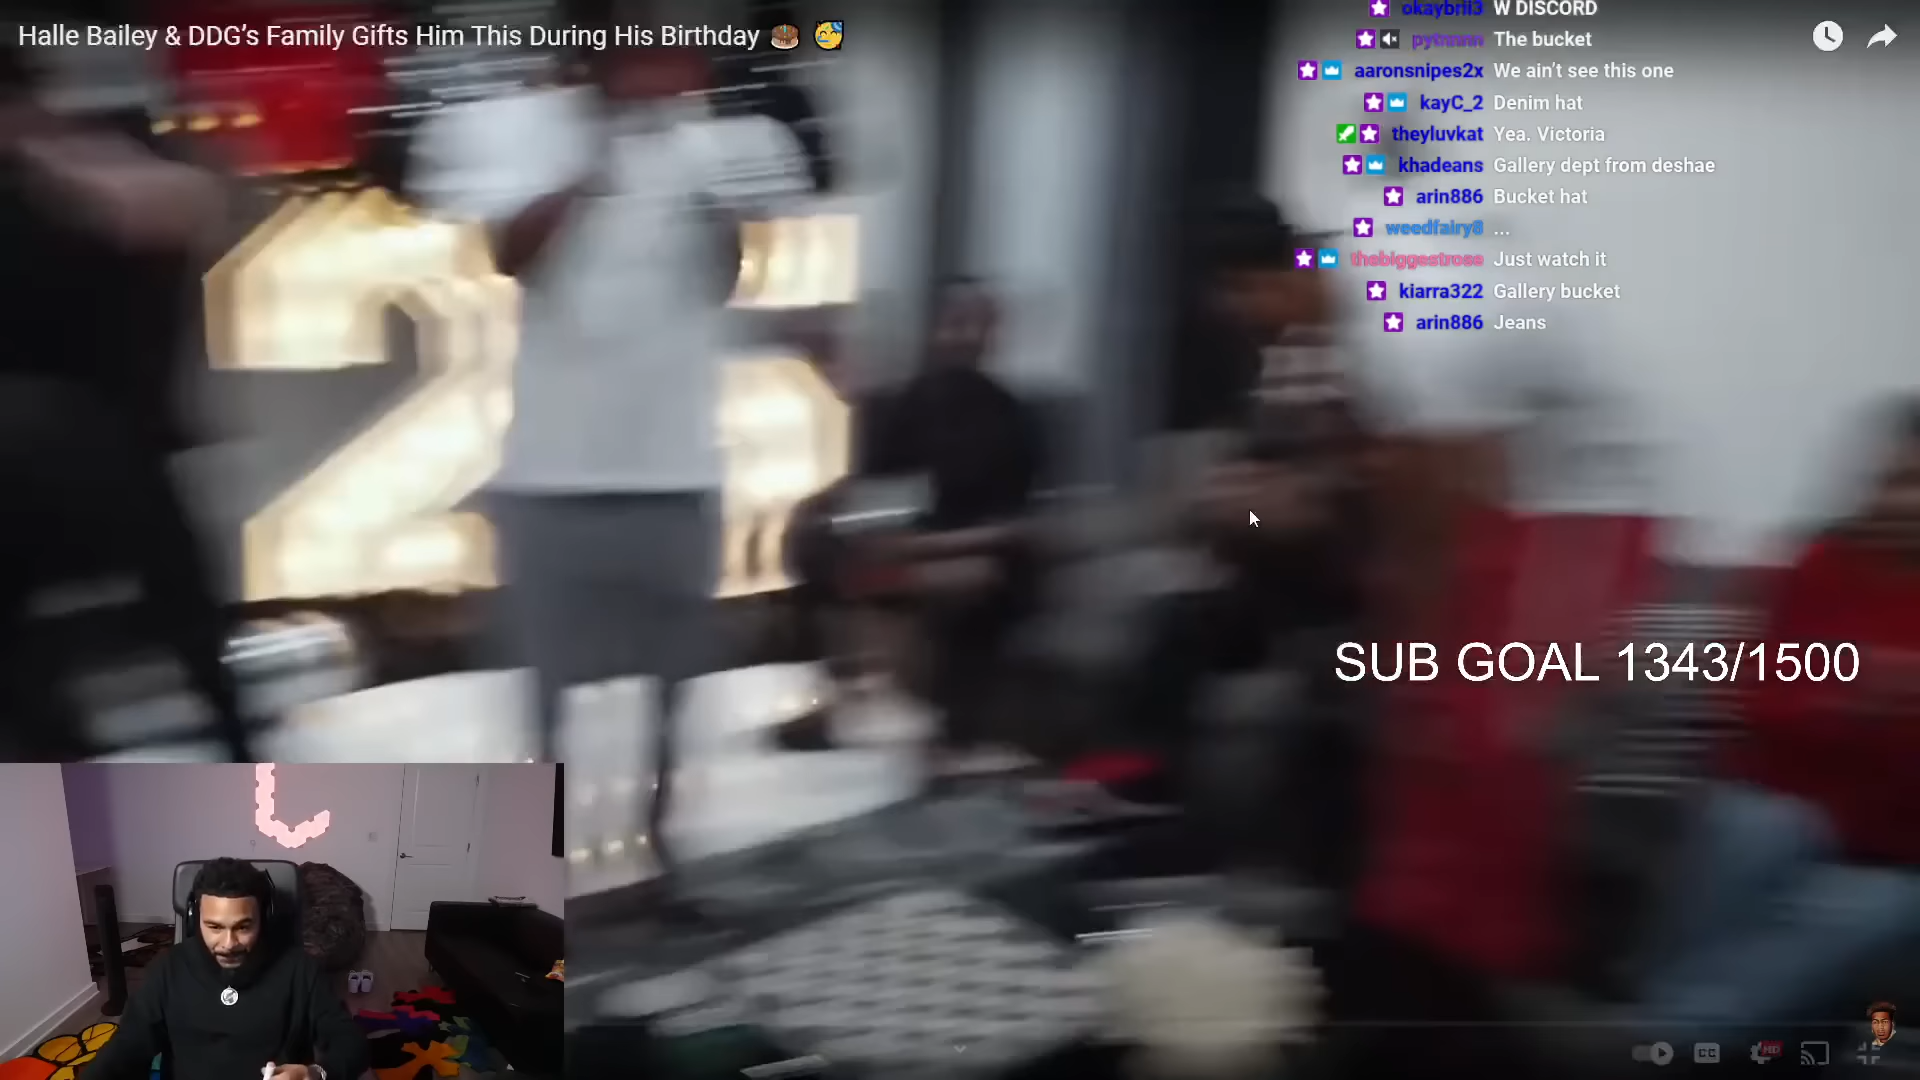 Halle Bailey & DDG’s Family Gifts Him This During His Birthday 🎂 🥳
okaybrii3 W DISCORD
The bucket
aaronsnipes2x We ain't see this one
kayC_2 Denim hat
theyluvkat Yea. Victoria
khadeans Gallery dept from deshae
arin886 Bucket hat
weedfairy8 ...
thebiggestrose Just watch it
kiarra322 Gallery bucket
arin886 Jeans
SUB GOAL 1343/1500
CC
HD